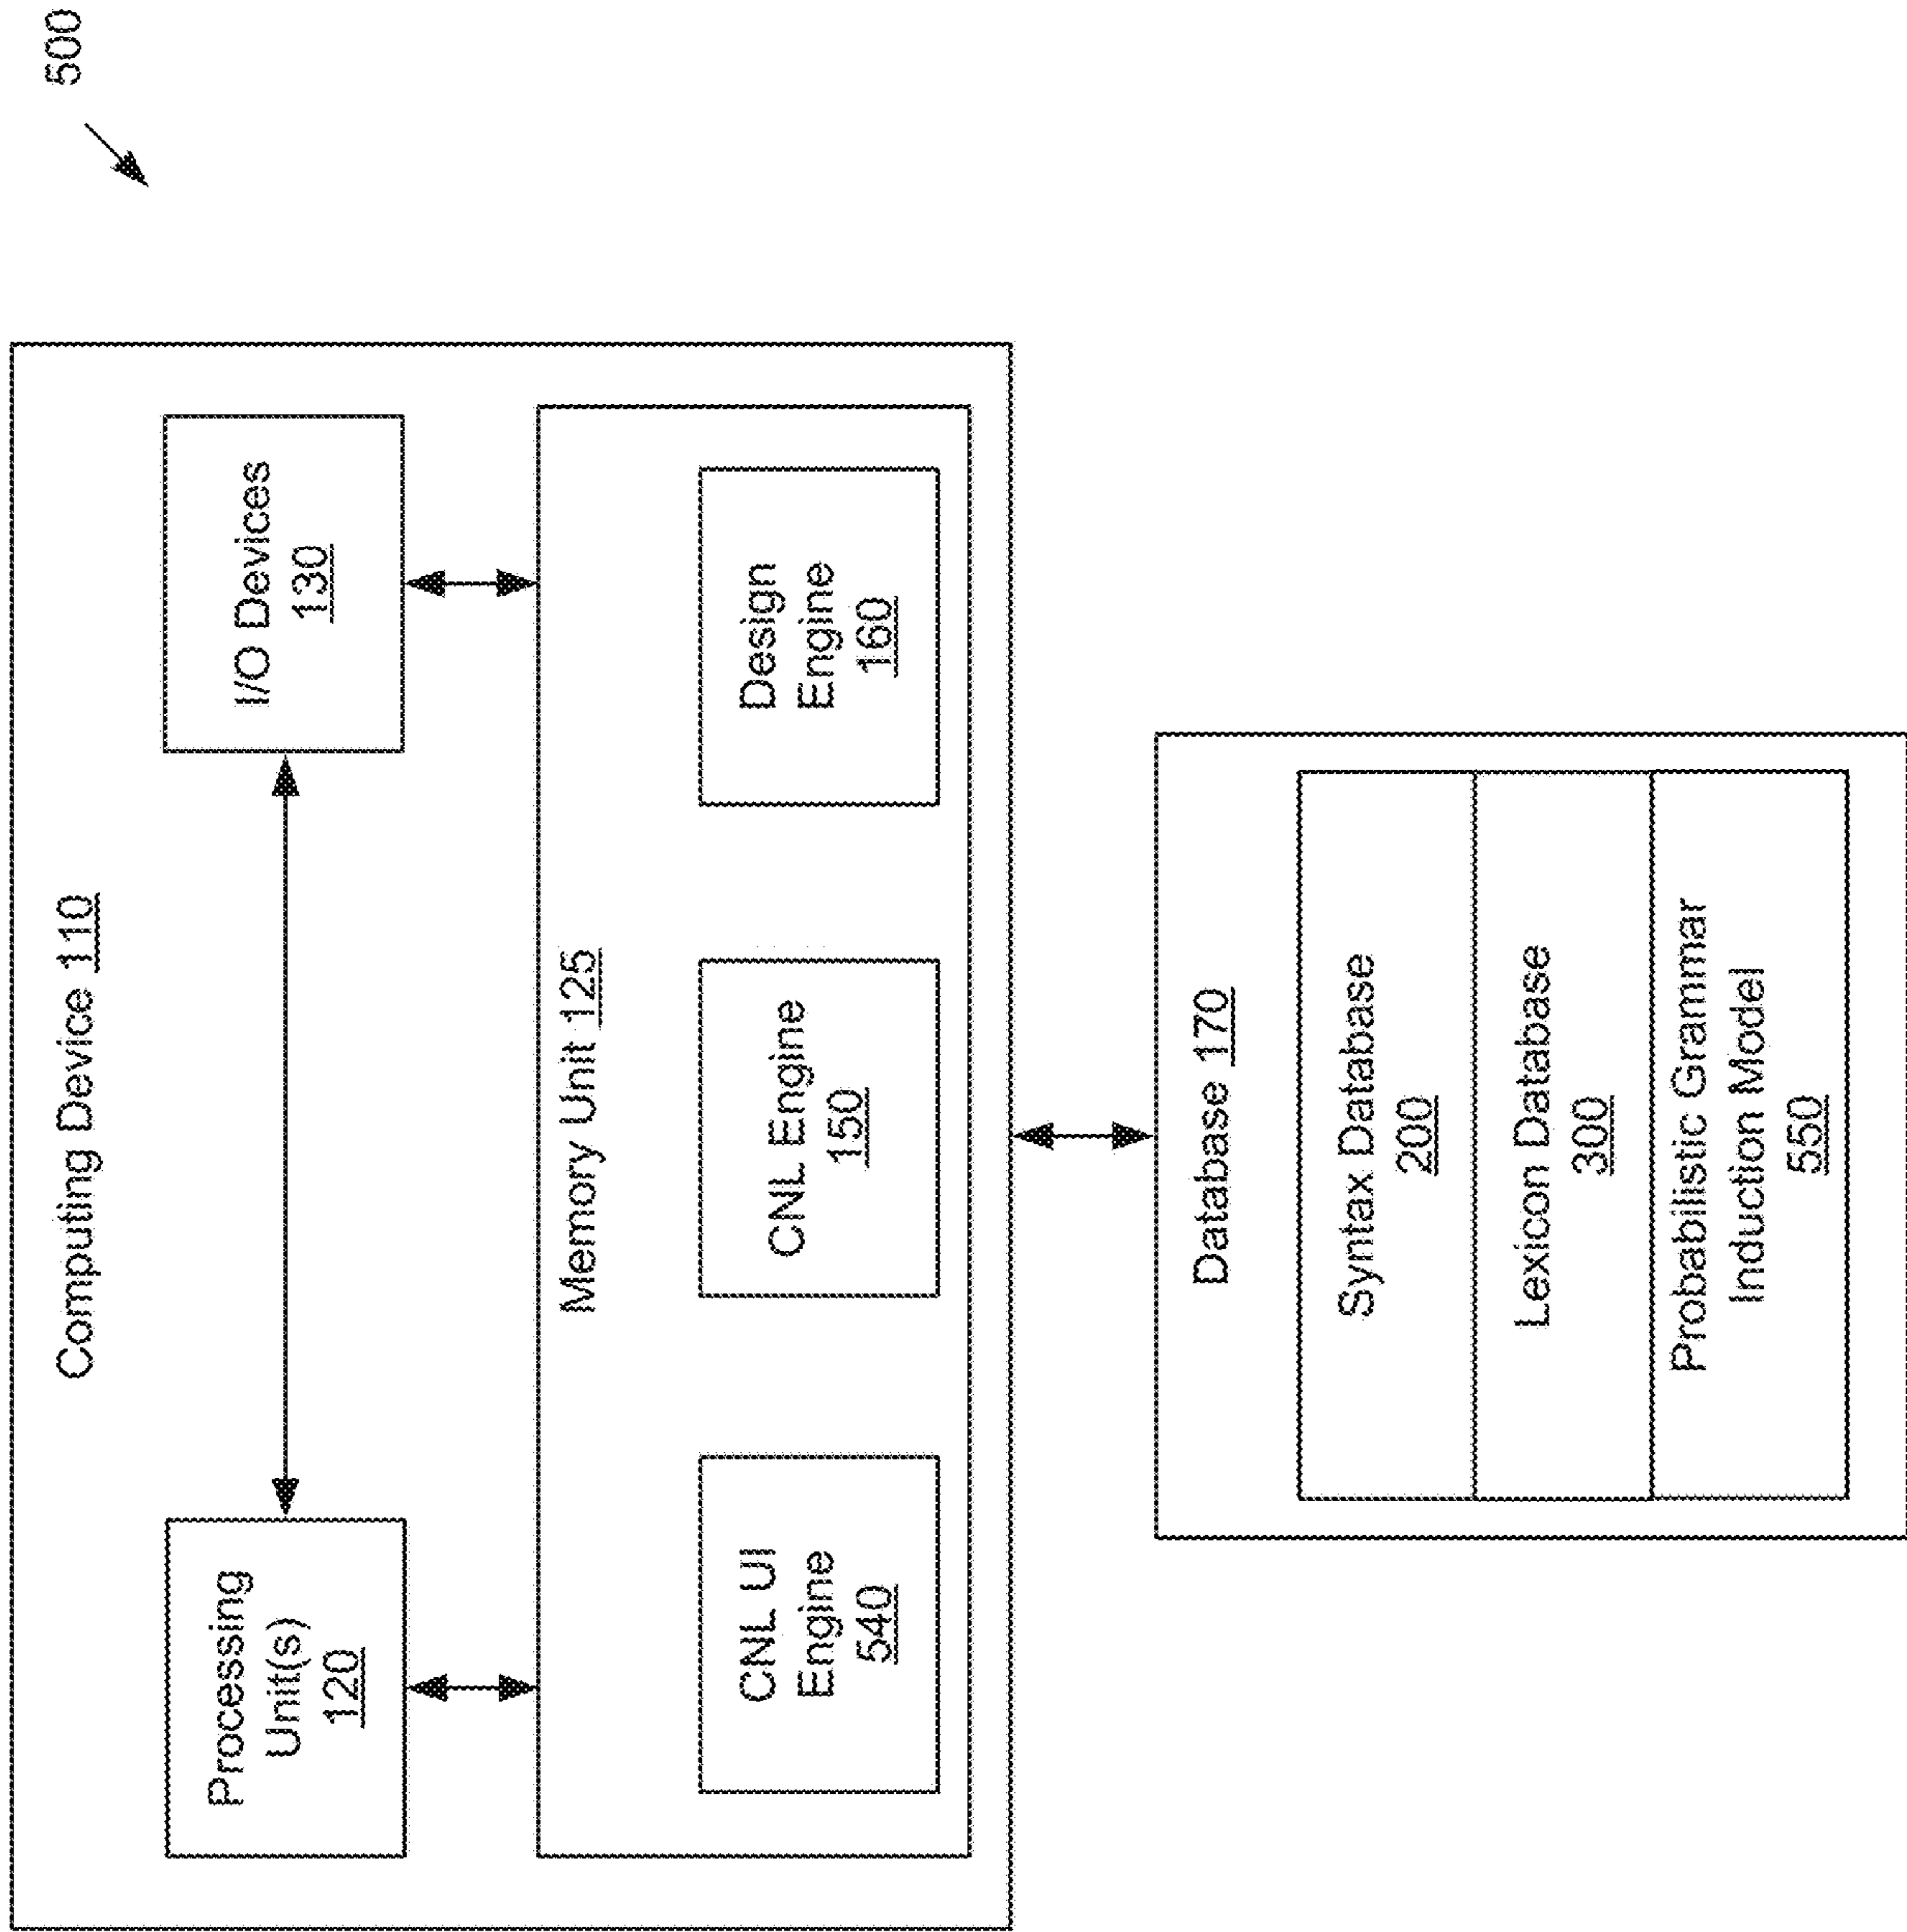 500
Computing Device 110
Processing
Unit(s)
120
I/O Devices
130
Memory Unit 125
CNL UI
Engine
540
CNL Engine
150
Design
Engine
160
Database 170
Syntax Database
200
Lexicon Database
300
Probabilistic Grammar
Induction Model
550